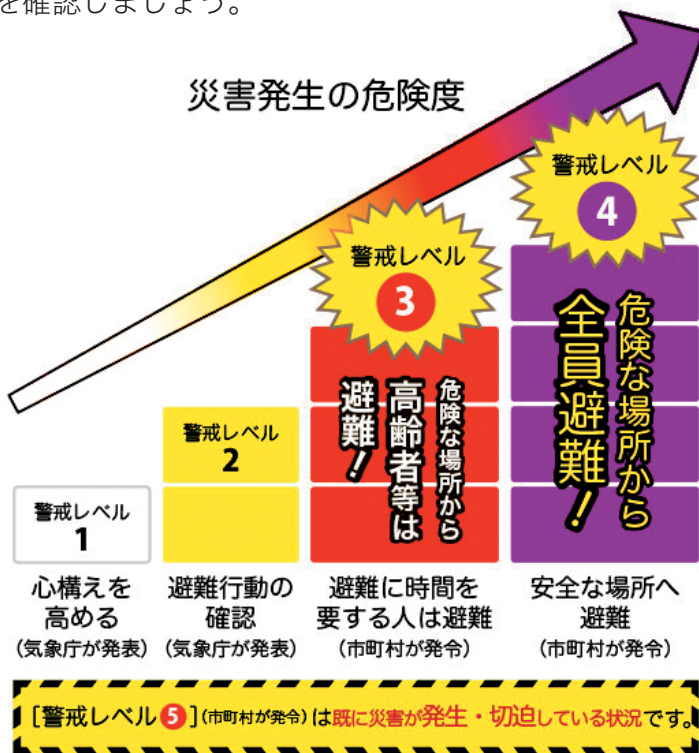 を確認しましょう。
災害発生の危険度
警戒レベル
4
警戒レベル
3
危険な場所から
全員避難！
危険な場所から
高齢者等は
避難！
警戒レベル
2
警戒レベル
1
心構えを
高める
(気象庁が発表)
避難行動の
確認
(気象庁が発表)
避難に時間を
要する人は避難
(市町村が発令)
安全な場所へ
避難
(市町村が発令)
[警戒レベル5](市町村が発令)は既に災害が発生・切迫している状況です。